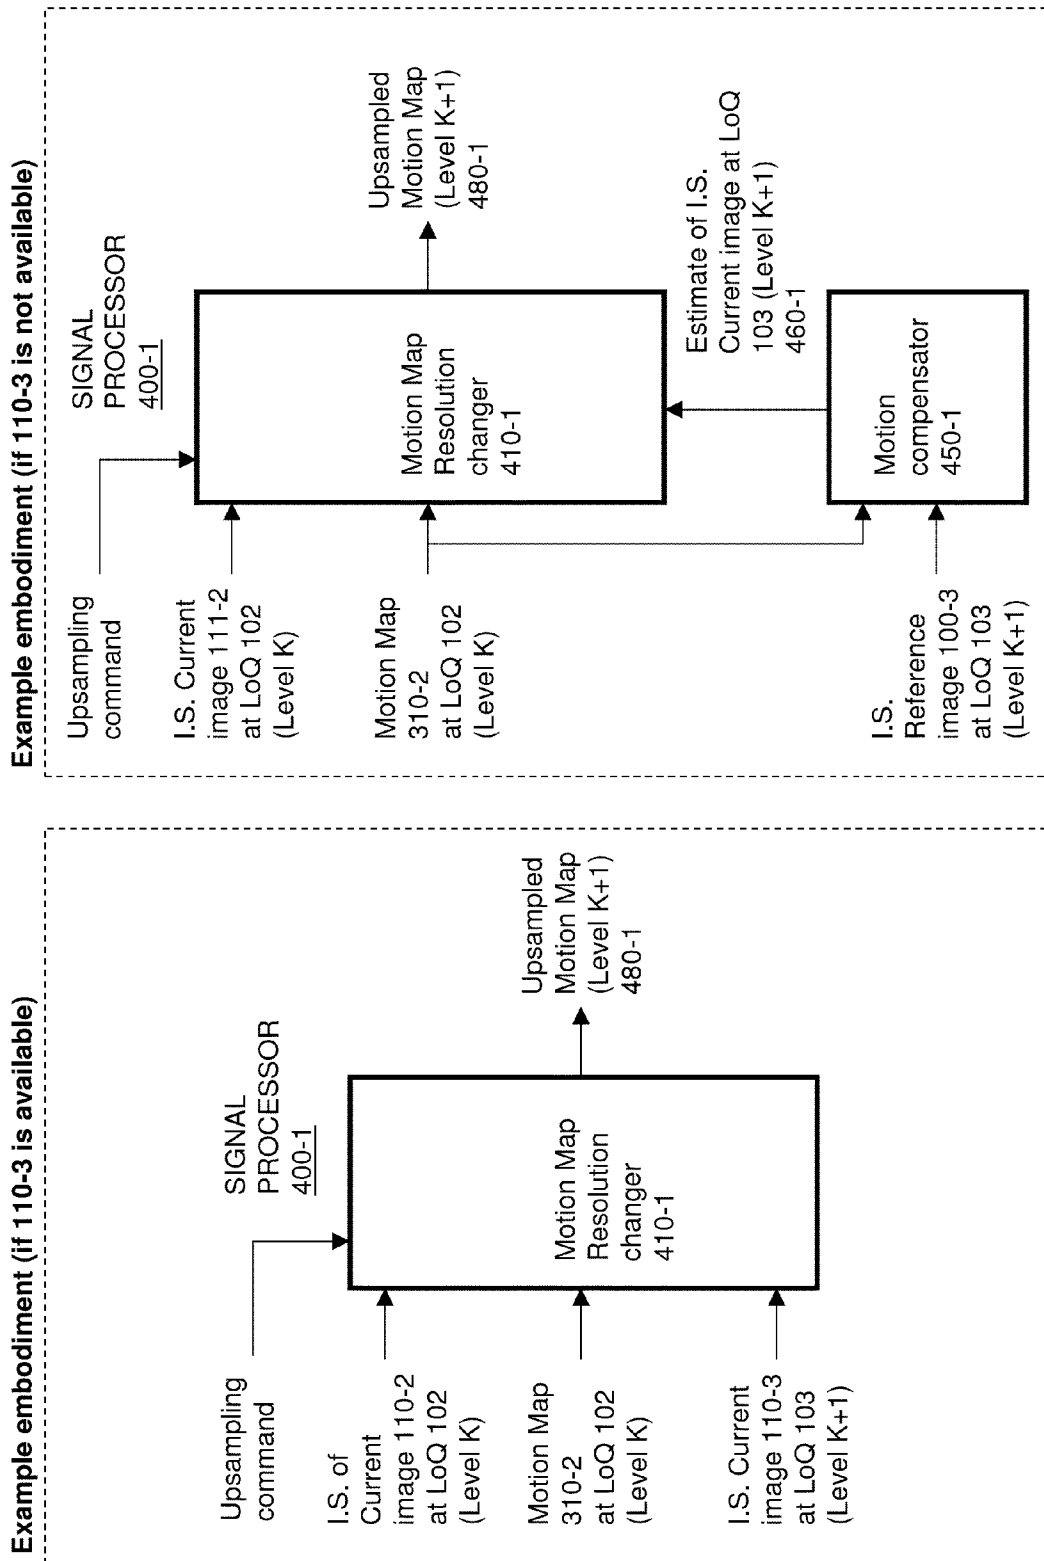 Example embodiment (if 110-3 is available)
SIGNAL
PROCESSOR
400-1
Upsampling
command
I.S. of
Current
image 110-2
at LoQ 102
(Level K)
Motion Map
310-2
at LoQ 102
(Level K)
I.S. Current
image 110-3
at LoQ 103
(Level K+1)
Motion Map
Resolution
changer
410-1
Upsampled
Motion Map
(Level K+1)
480-1
Example embodiment (if 110-3 is not available)
SIGNAL
PROCESSOR
400-1
Upsampling
command
I.S. Current
image 111-2
at LoQ 102
(Level K)
Motion Map
310-2
at LoQ 102
(Level K)
I.S.
Reference
image 100-3
at LoQ 103
(Level K+1)
Motion Map
Resolution
changer
410-1
Upsampled
Motion Map
(Level K+1)
480-1
Estimate of I.S.
Current image at LoQ
103 (Level K+1)
460-1
Motion
compensator
450-1